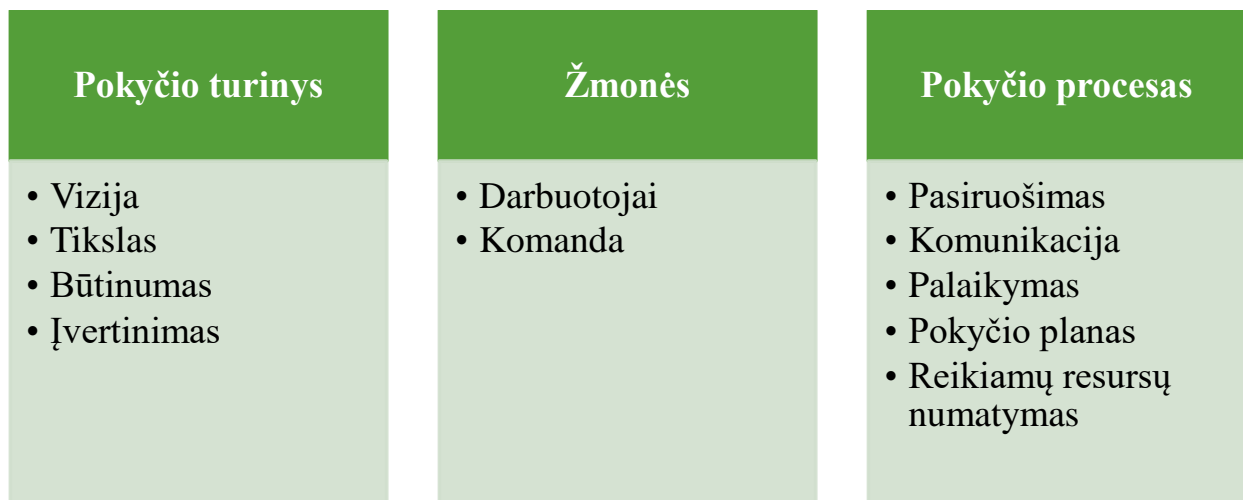 Pokyčio turinys
• Vizija
• Tikslas
• Būtinumas
• Įvertinimas
Žmonės
• Darbuotojai
• Komanda
Pokyčio procesas
• Pasiruošimas
• Komunikacija
• Palaikymas
• Pokyčio planas
• Reikiamų resursų
numatymas